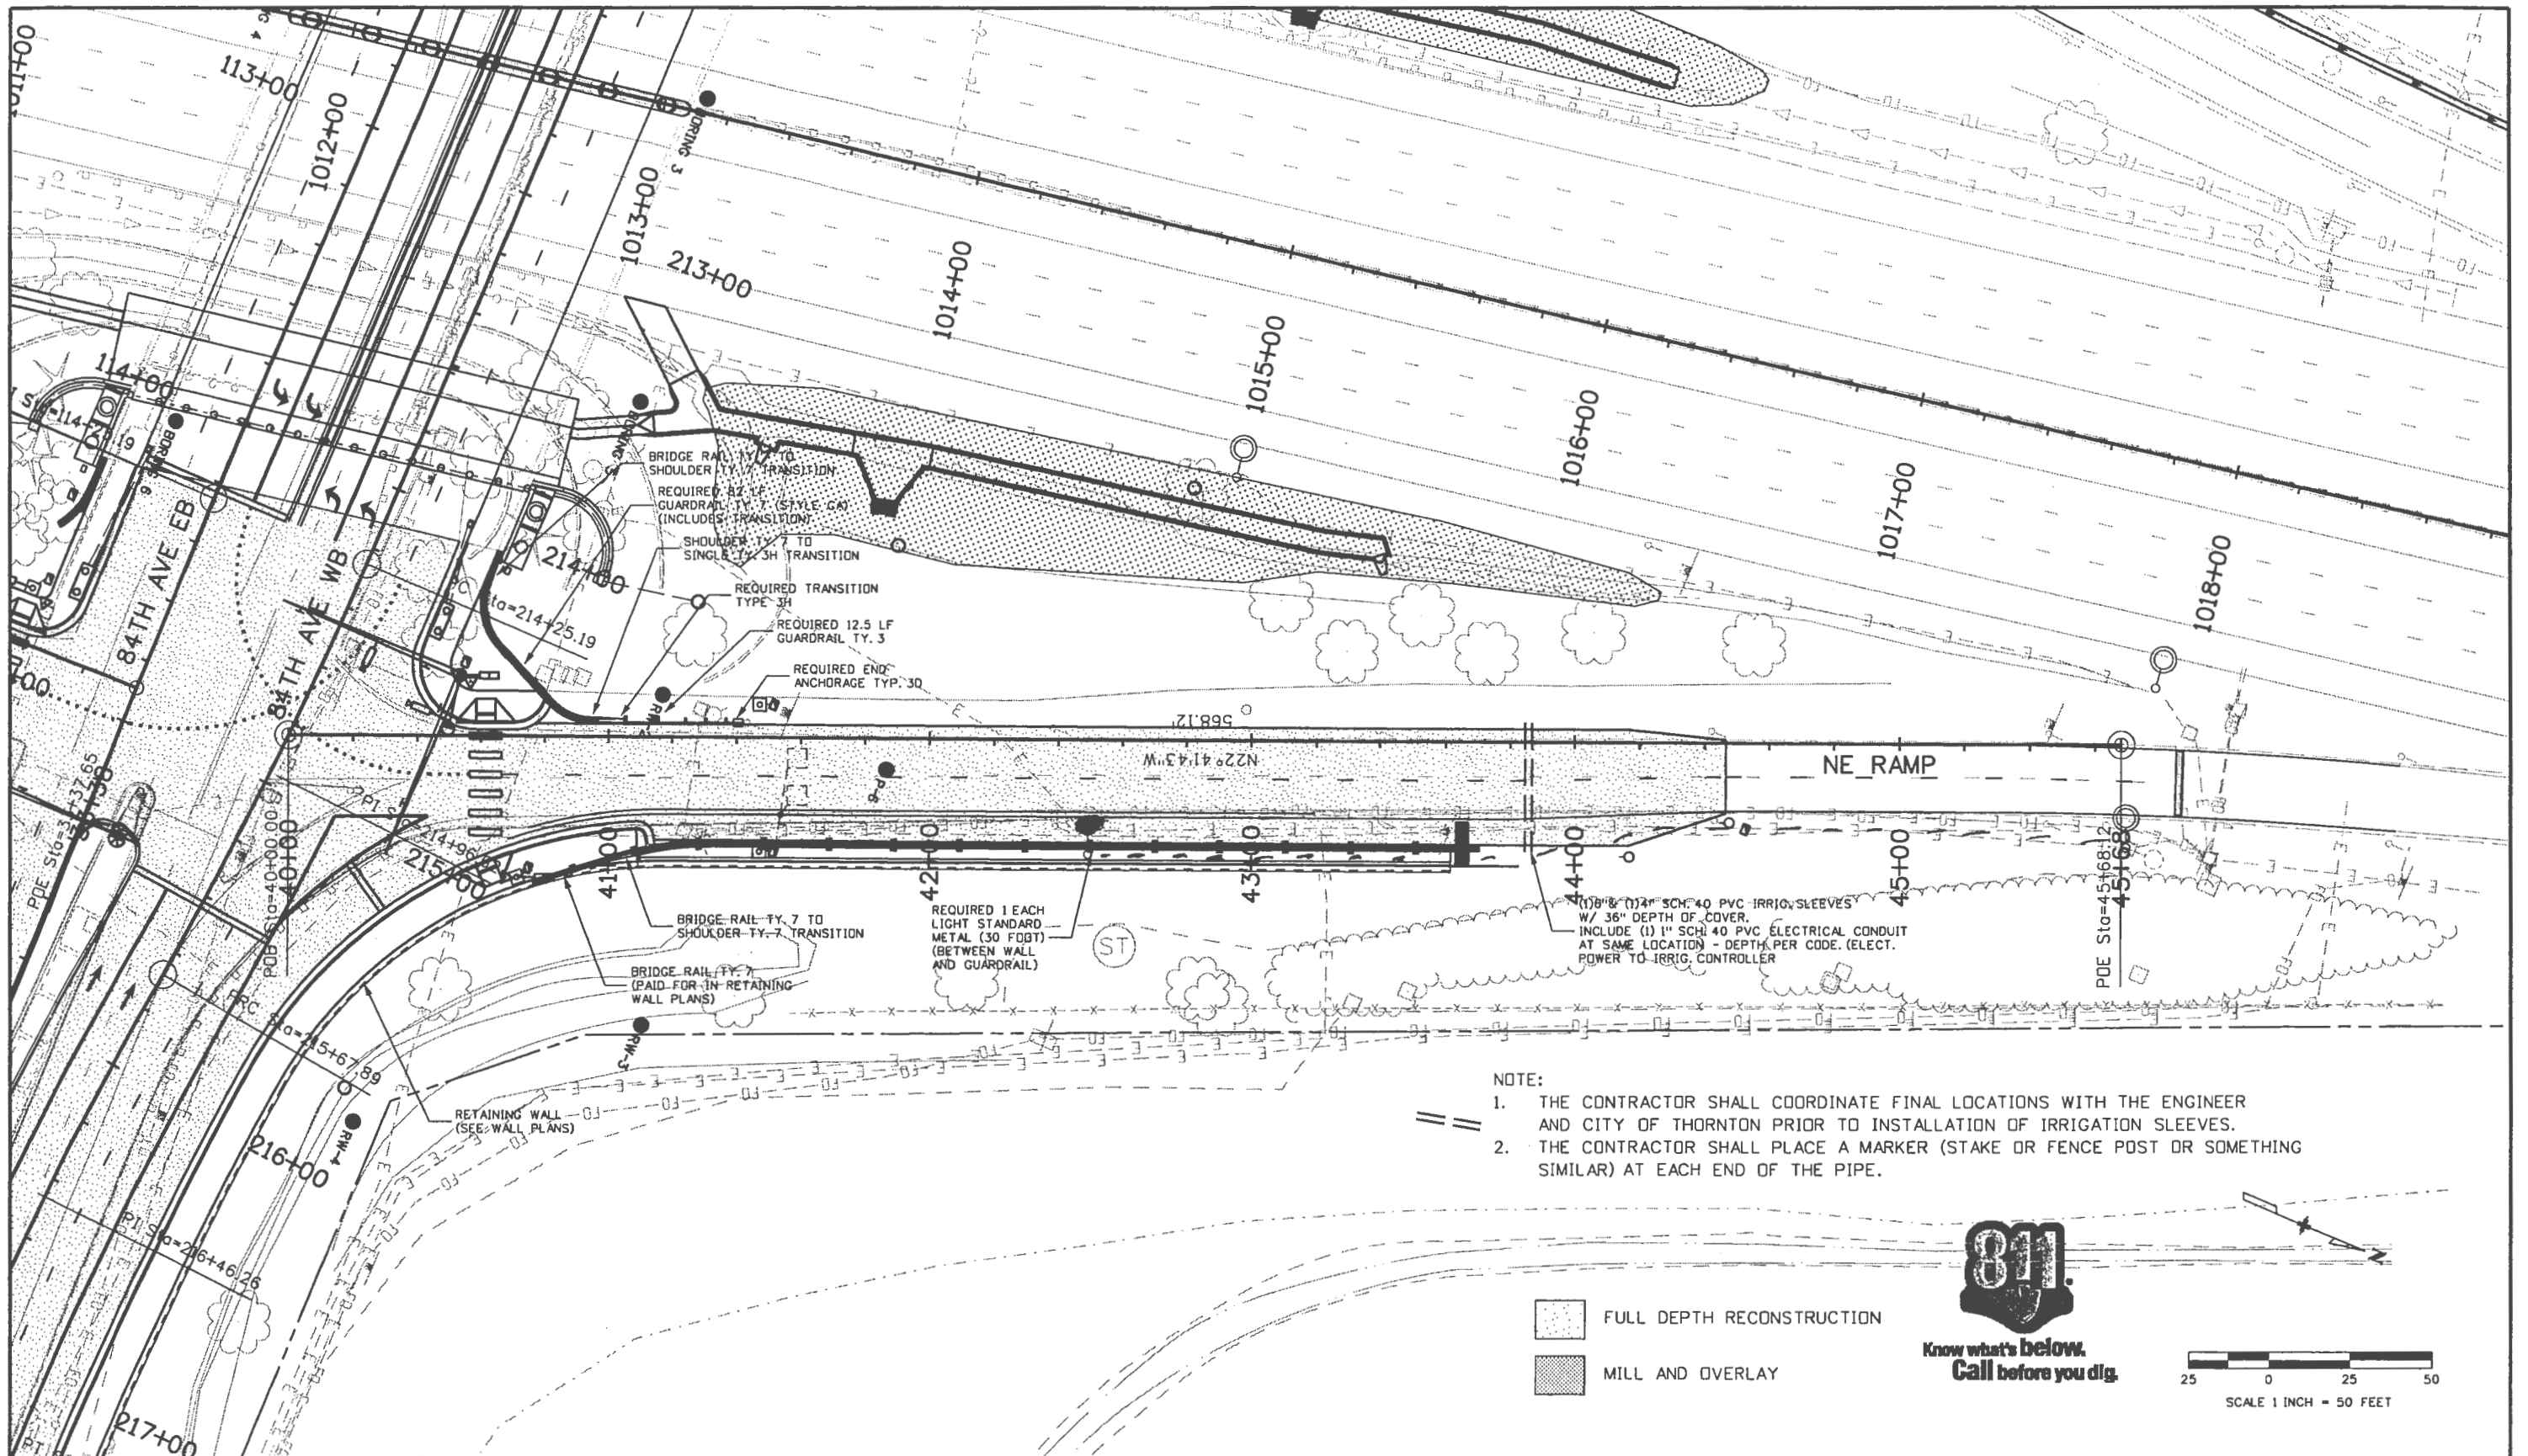 113+00
1012+00
BORING 3
1013+00
213+00
1014+00
1015+00
1016+00
1017+00
1018+00
114+00
84TH AVE EB
84TH AVE WB
BRIDGE RAIL TY. 7 TO
SHOULDER TY. 7 TRANSITION
REQUIRED 82 LF
GUARDRAIL TY. 7 (STYLE CA)
(INCLUDES TRANSITION)
SHOULDER TY. 7 TO
SINGLE TY. 3H TRANSITION
214+00
Sta=214+25.19
REQUIRED TRANSITION
TYPE 3H
REQUIRED 12.5 LF
GUARDRAIL TY. 3
REQUIRED END
ANCHORAGE TYP. 3D
568.12'
N22°41'43"W
NE_RAMP
P-6
POB Sta=40+00.00
40+00
41+00
42+00
43+00
44+00
45+00
45+68
POE Sta=45+68.12
215+00
BRIDGE RAIL TY. 7 TO
SHOULDER TY. 7 TRANSITION
BRIDGE RAIL TY. 7
(PAID FOR IN RETAINING
WALL PLANS)
REQUIRED 1 EACH
LIGHT STANDARD
METAL (30 FOOT)
(BETWEEN WALL
AND GUARDRAIL)
ST
(1)6" & (1)4" SCH. 40 PVC IRRIG. SLEEVES
W/ 36" DEPTH OF COVER.
INCLUDE (1) 1" SCH. 40 PVC ELECTRICAL CONDUIT
AT SAME LOCATION - DEPTH PER CODE. (ELECT.
POWER TO IRRIG. CONTROLLER
PRC Sta=215+67.89
RW-3
RW-4
RETAINING WALL
(SEE WALL PLANS)
216+00
PI Sta=216+46.26
217+00
PT
NOTE:
1. THE CONTRACTOR SHALL COORDINATE FINAL LOCATIONS WITH THE ENGINEER
AND CITY OF THORNTON PRIOR TO INSTALLATION OF IRRIGATION SLEEVES.
2. THE CONTRACTOR SHALL PLACE A MARKER (STAKE OR FENCE POST OR SOMETHING
SIMILAR) AT EACH END OF THE PIPE.
N
FULL DEPTH RECONSTRUCTION
MILL AND OVERLAY
811
Know what's below.
Call before you dig.
25 0 25 50
SCALE 1 INCH = 50 FEET